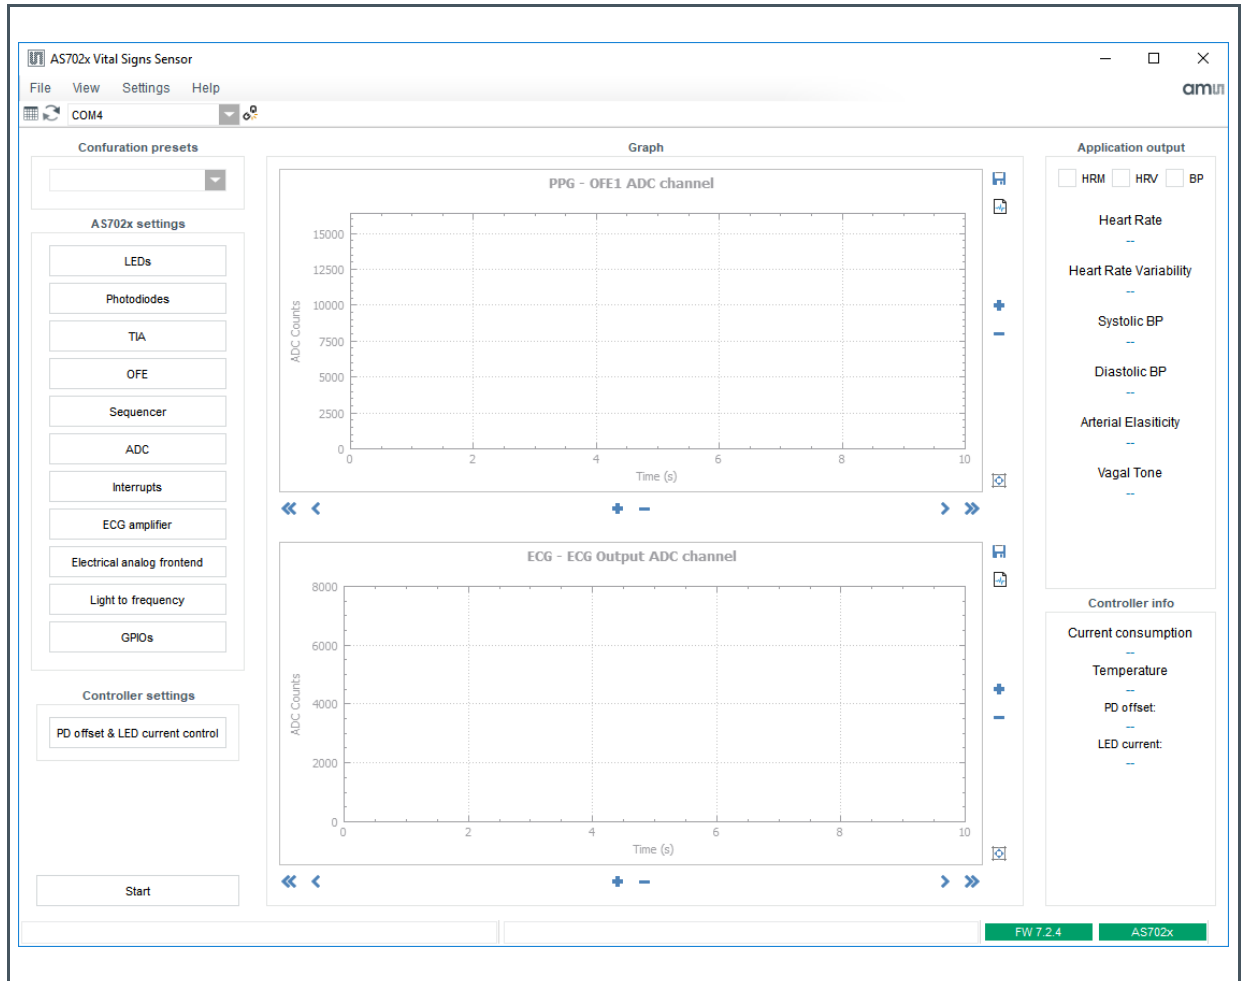 AS702x Vital Signs Sensor
File View Settings Help
amu
COM4
Confuration presets
AS702x settings
LEDs
Photodiodes
TIA
OFE
Sequencer
ADC
Interrupts
ECG amplifier
Electrical analog frontend
Light to frequency
GPIOs
Controller settings
PD offset & LED current control
Start
Graph
PPG - OFE1 ADC channel
ADC Counts
15000
12500
10000
7500
5000
2500
0
0 2 4 6 8 10
Time (s)
ECG - ECG Output ADC channel
ADC Counts
8000
6000
4000
2000
0
0 2 4 6 8 10
Time (s)
Application output
HRM HRV BP
Heart Rate
--
Heart Rate Variability
--
Systolic BP
--
Diastolic BP
--
Arterial Elasiticity
--
Vagal Tone
--
Controller info
Current consumption
--
Temperature
--
PD offset:
--
LED current:
--
FW 7.2.4 AS702x